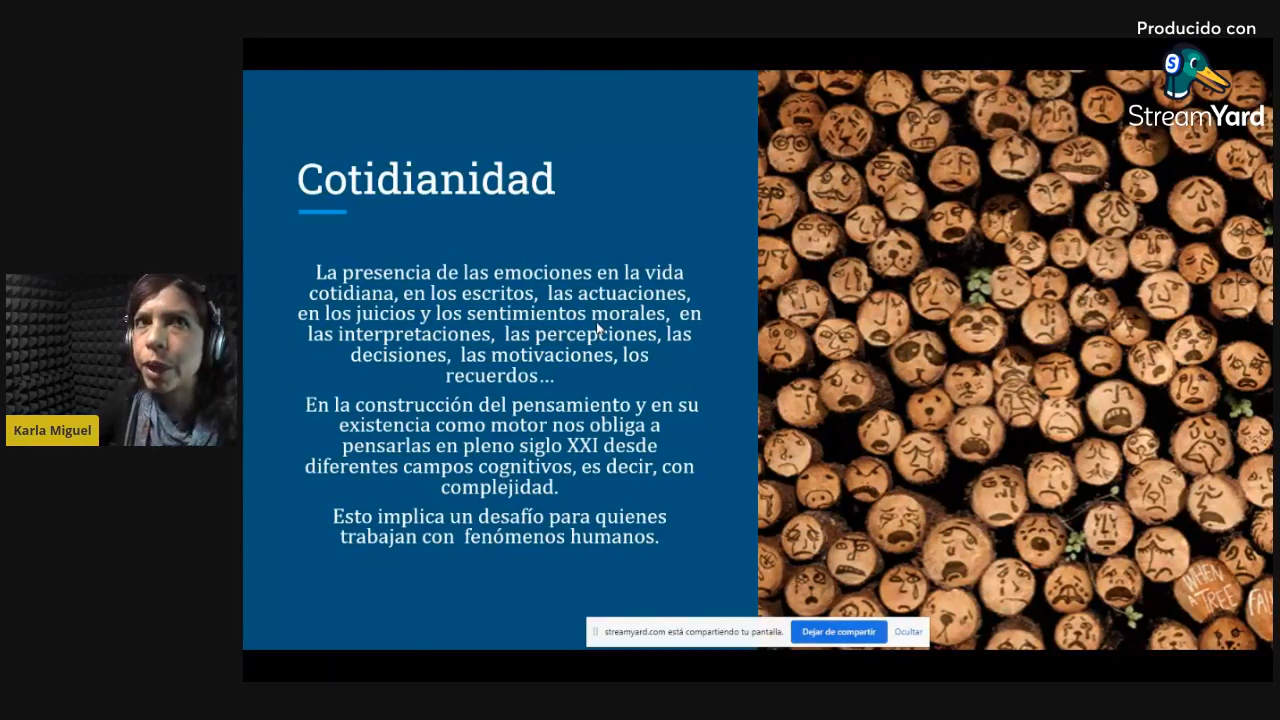 Producido con
StreamYard
Cotidianidad
La presencia de las emociones en la vida
cotidiana, en los escritos, las actuaciones,
en los juicios y los sentimientos morales, en
las interpretaciones, las percepciones, las
decisiones, las motivaciones, los
recuerdos...
En la construcción del pensamiento y en su
existencia como motor nos obliga a
pensarlas en pleno siglo XXI desde
diferentes campos cognitivos, es decir, con
complejidad.
Esto implica un desafío para quienes
trabajan con fenómenos humanos.
Karla Miguel
WHEN
A TREE
streamyard.com está compartiendo tu pantalla.
Dejar de compartir
Ocultar